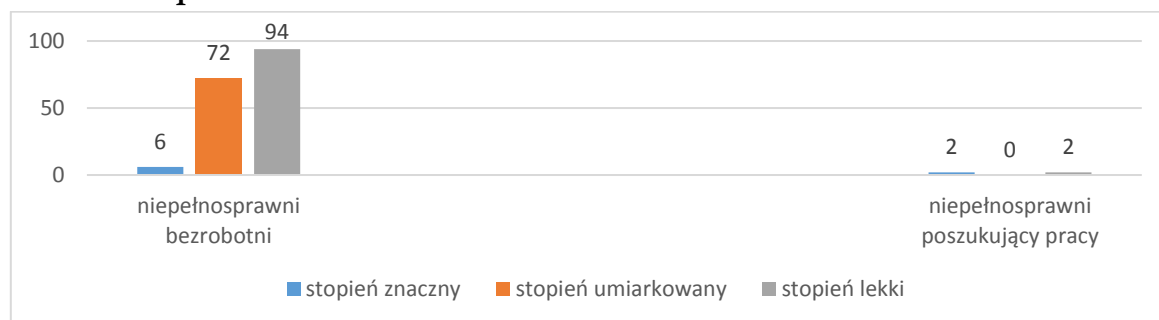 100
50
0
6
72
94
2
0
2
niepełnosprawni
bezrobotni
niepełnosprawni
poszukujący pracy
stopień znaczny
stopień umiarkowany
stopień lekki